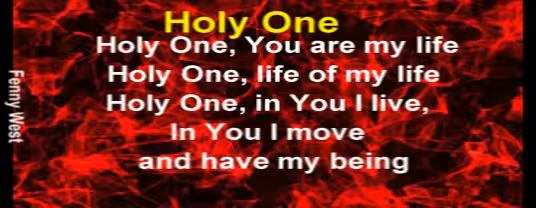 Holy One
Holy One, You are my life
Holy One, life of my life
Holy One, in You I live,
In You I move
and have my being
Fenny West